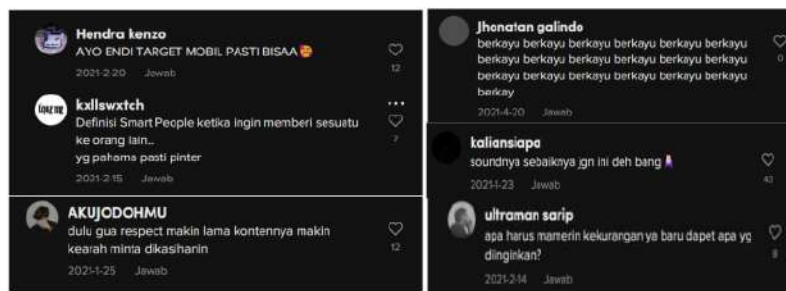 Hendra kenzo
AYO ENDI TARGET MOBIL PASTI BISAA🥰
12
2021-2-20 Jawab
kxllswxtch
Definisi Smart People ketika ingin memberi sesuatu
ke orang lain..
yg pahama pasti pinter
7
2021-2-15 Jawab
AKUJODOHMU
dulu gua respect makin lama kontennya makin
kearah minta dikasihanin
12
2021-1-25 Jawab
Jhonatan galindo
berkayu berkayu berkayu berkayu berkayu berkayu
berkayu berkayu berkayu berkayu berkayu berkayu
berkayu berkayu berkayu berkayu berkayu berkayu
berkay
0
2021-4-20 Jawab
kaliansiapa
soundnya sebaiknya jgn ini deh bang
43
2021-1-23 Jawab
ultraman sarip
apa harus mamerin kekurangan ya baru dapet apa yg
diinginkan?
8
2021-2-14 Jawab